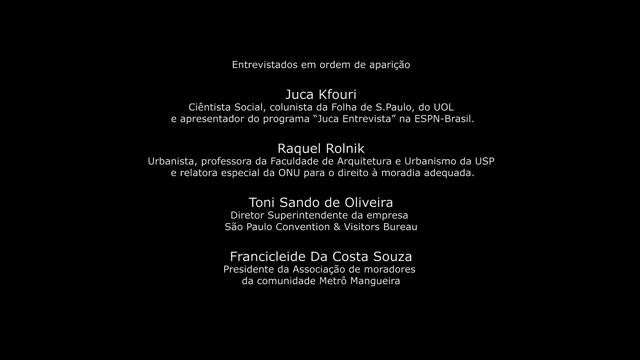 Entrevistados em ordem de aparição
Juca Kfouri
Ciêntista Social, colunista da Folha de S.Paulo, do UOL
e apresentador do programa “Juca Entrevista” na ESPN-Brasil.
Raquel Rolnik
Urbanista, professora da Faculdade de Arquitetura e Urbanismo da USP
e relatora especial da ONU para o direito à moradia adequada.
Toni Sando de Oliveira
Diretor Superintendente da empresa
São Paulo Convention & Visitors Bureau
Francicleide Da Costa Souza
Presidente da Associação de moradores
da comunidade Metrô Mangueira